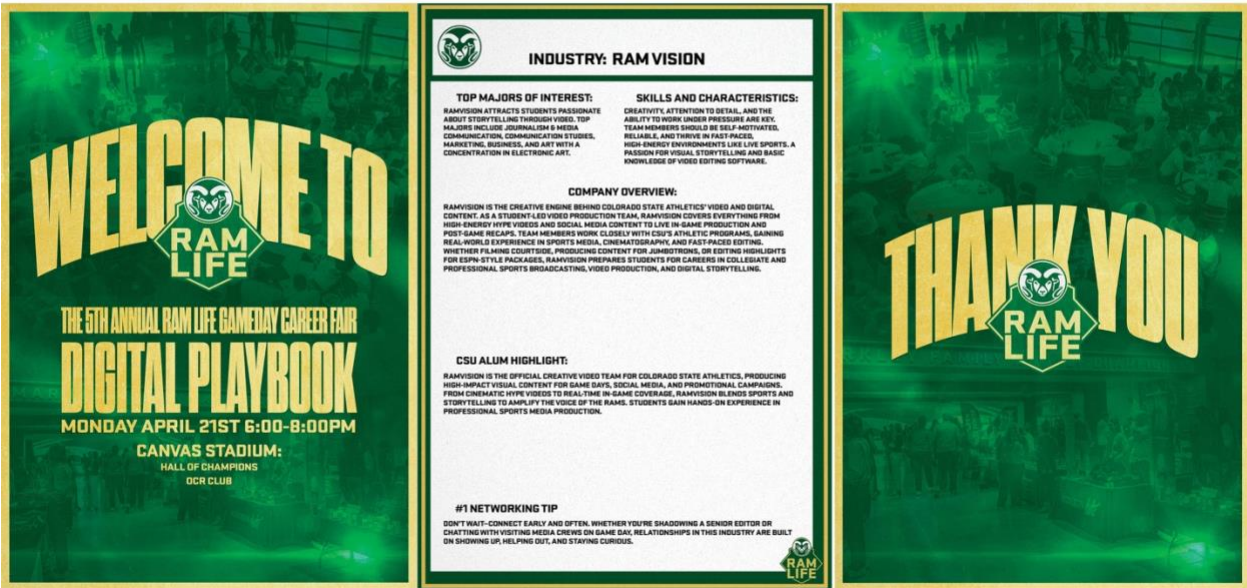 WELCOME TO
RAM
LIFE
THE 5TH ANNUAL RAM LIFE GAMEDAY CAREER FAIR
DIGITAL PLAYBOOK
MONDAY APRIL 21ST 6:00-8:00PM
CANVAS STADIUM:
HALL OF CHAMPIONS
OCR CLUB
INDUSTRY: RAM VISION
TOP MAJORS OF INTEREST:
RAMVISION ATTRACTS STUDENTS PASSIONATE
ABOUT STORYTELLING THROUGH VIDEO. TOP
MAJORS INCLUDE JOURNALISM & MEDIA
COMMUNICATION, COMMUNICATION STUDIES,
MARKETING, BUSINESS, AND ART WITH A
CONCENTRATION IN ELECTRONIC ART.
SKILLS AND CHARACTERISTICS:
CREATIVITY, ATTENTION TO DETAIL, AND THE
ABILITY TO WORK UNDER PRESSURE ARE KEY.
TEAM MEMBERS SHOULD BE SELF-MOTIVATED,
RELIABLE, AND THRIVE IN FAST-PACED,
HIGH-ENERGY ENVIRONMENTS LIKE LIVE SPORTS. A
PASSION FOR VISUAL STORYTELLING AND BASIC
KNOWLEDGE OF VIDEO EDITING SOFTWARE.
COMPANY OVERVIEW:
RAMVISION IS THE CREATIVE ENGINE BEHIND COLORADO STATE ATHLETICS' VIDEO AND DIGITAL
CONTENT. AS A STUDENT-LED VIDEO PRODUCTION TEAM, RAMVISION COVERS EVERYTHING FROM
HIGH-ENERGY HYPE VIDEOS AND SOCIAL MEDIA CONTENT TO LIVE IN-GAME PRODUCTION AND
POST-GAME RECAPS. TEAM MEMBERS WORK CLOSELY WITH CSU'S ATHLETIC PROGRAMS, GAINING
REAL-WORLD EXPERIENCE IN SPORTS MEDIA, CINEMATOGRAPHY, AND FAST-PACED EDITING.
WHETHER FILMING COURTSIDE, PRODUCING CONTENT FOR JUMBOTRONS, OR EDITING HIGHLIGHTS
FOR ESPN-STYLE PACKAGES, RAMVISION PREPARES STUDENTS FOR CAREERS IN COLLEGIATE AND
PROFESSIONAL SPORTS BROADCASTING, VIDEO PRODUCTION, AND DIGITAL STORYTELLING.
CSU ALUM HIGHLIGHT:
RAMVISION IS THE OFFICIAL CREATIVE VIDEO TEAM FOR COLORADO STATE ATHLETICS, PRODUCING
HIGH-IMPACT VISUAL CONTENT FOR GAME DAYS, SOCIAL MEDIA, AND PROMOTIONAL CAMPAIGNS.
FROM CINEMATIC HYPE VIDEOS TO REAL-TIME IN-GAME COVERAGE, RAMVISION BLENDS SPORTS AND
STORYTELLING TO AMPLIFY THE VOICE OF THE RAMS. STUDENTS GAIN HANDS-ON EXPERIENCE IN
PROFESSIONAL SPORTS MEDIA PRODUCTION.
#1 NETWORKING TIP
DON'T WAIT–CONNECT EARLY AND OFTEN. WHETHER YOU'RE SHADOWING A SENIOR EDITOR OR
CHATTING WITH VISITING MEDIA CREWS ON GAME DAY, RELATIONSHIPS IN THIS INDUSTRY ARE BUILT
ON SHOWING UP, HELPING OUT, AND STAYING CURIOUS.
RAM
LIFE
THANK YOU
RAM
LIFE